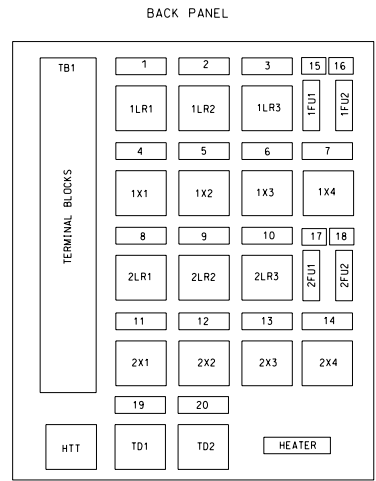 BACK PANEL
TB1
TERMINAL BLOCKS
1 2 3 15 16
1LR1 1LR2 1LR3 1FU1 1FU2
4 5 6 7
1X1 1X2 1X3 1X4
8 9 10 17 18
2LR1 2LR2 2LR3 2FU1 2FU2
11 12 13 14
2X1 2X2 2X3 2X4
19 20
HTT TD1 TD2 HEATER